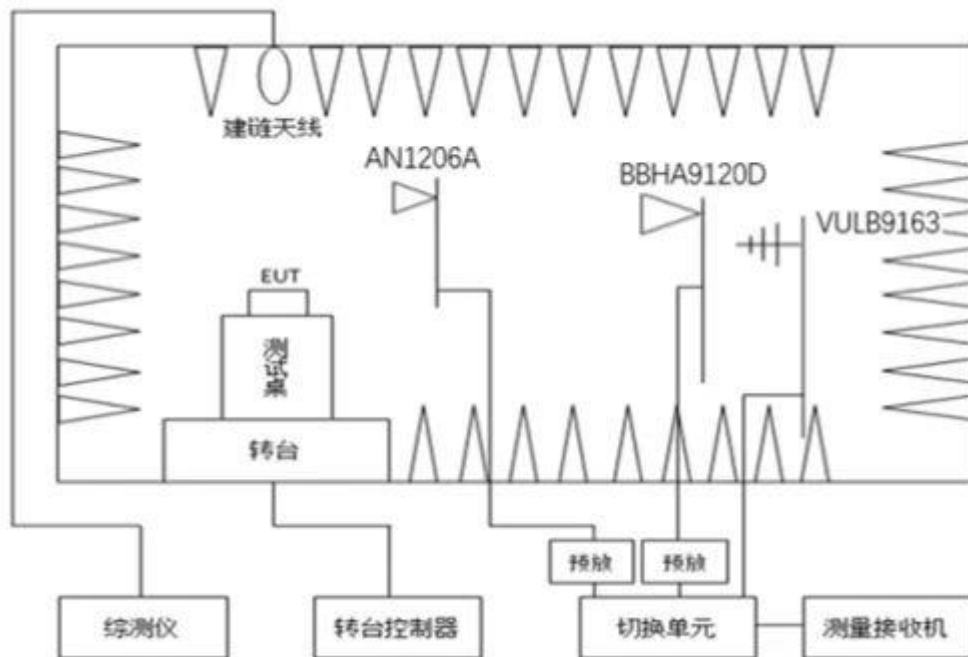 建链天线
AN1206A
BBHA9120D
VULB9163
EUT
测试桌
转台
预放
预放
综测仪
转台控制器
切换单元
测量接收机